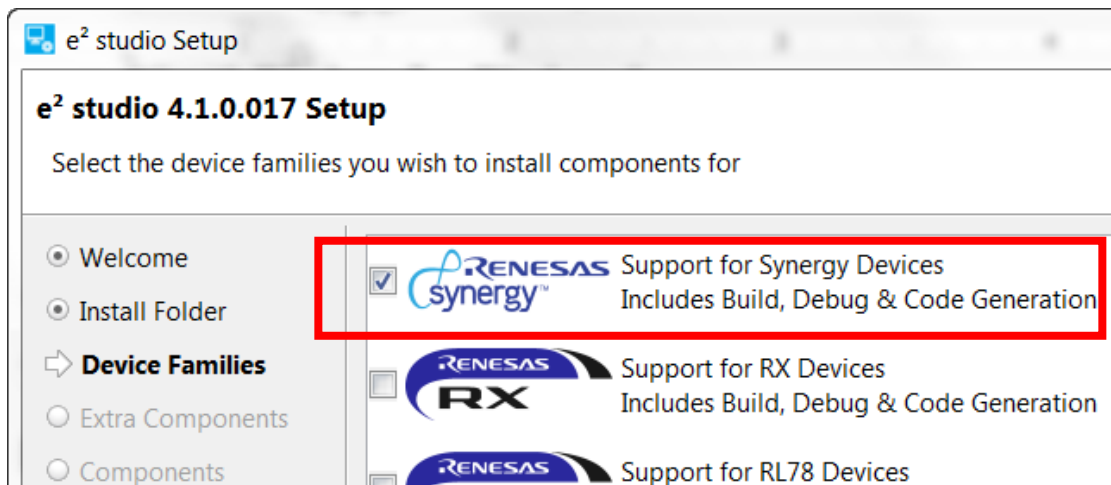 e² studio Setup
e² studio 4.1.0.017 Setup
Select the device families you wish to install components for
Welcome
Install Folder
Device Families
Extra Components
Components
RENESAS
synergy™
Support for Synergy Devices
Includes Build, Debug & Code Generation
RENESAS
RX
Support for RX Devices
Includes Build, Debug & Code Generation
RENESAS
Support for RL78 Devices